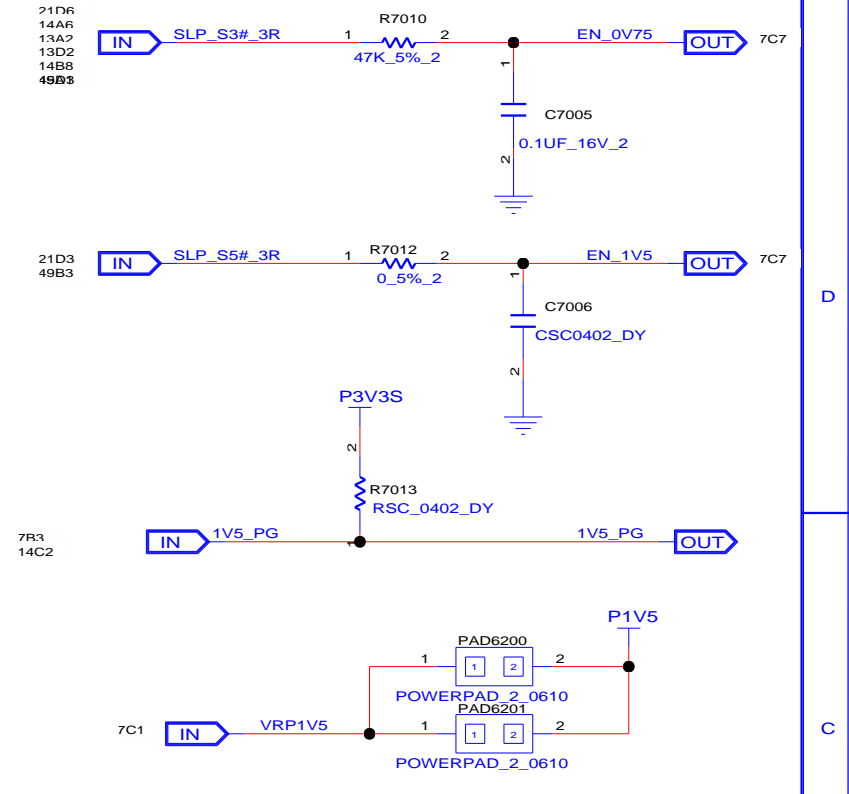 21D6
14A6
13A2
13D2
14B8
IN SLP_S3#_3R 1 R7010 2 EN_0V75 OUT 7C7
47K_5%_2
1
C7005
0.1UF_16V_2
2
21D3
49B3
IN SLP_S5#_3R 1 R7012 2 EN_1V5 OUT 7C7
0_5%_2
1
C7006
CSC0402_DY
2
D
P3V3S
2
R7013
RSC_0402_DY
1
7B3
14C2
IN 1V5_PG 1V5_PG OUT
P1V5
PAD6200
1 1 2 2
POWERPAD_2_0610
PAD6201
7C1 IN VRP1V5 1 1 2 2
POWERPAD_2_0610
C